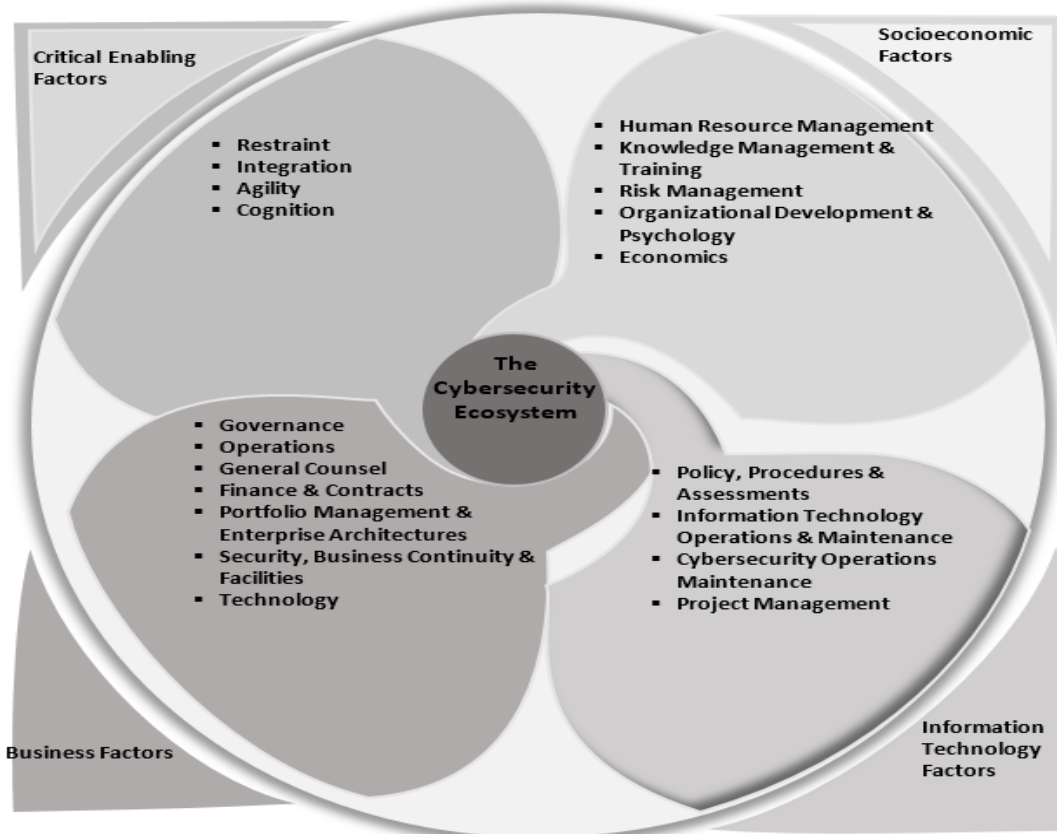 Critical Enabling
Factors
▪ Restraint
▪ Integration
▪ Agility
▪ Cognition
Socioeconomic
Factors
▪ Human Resource Management
▪ Knowledge Management &
Training
▪ Risk Management
▪ Organizational Development &
Psychology
▪ Economics
The
Cybersecurity
Ecosystem
▪ Governance
▪ Operations
▪ General Counsel
▪ Finance & Contracts
▪ Portfolio Management &
Enterprise Architectures
▪ Security, Business Continuity &
Facilities
▪ Technology
Business Factors
▪ Policy, Procedures &
Assessments
▪ Information Technology
Operations & Maintenance
▪ Cybersecurity Operations
Maintenance
▪ Project Management
Information
Technology
Factors